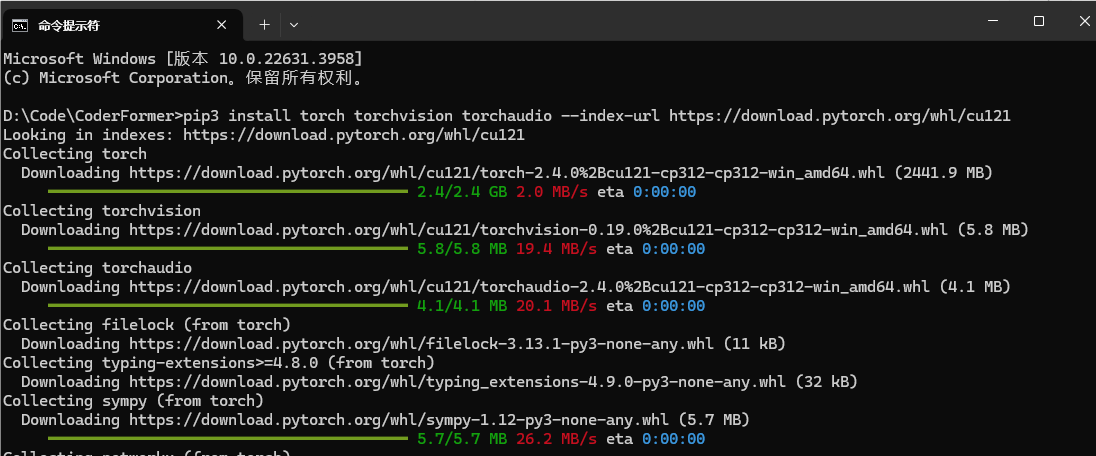 命令提示符
Microsoft Windows [版本 10.0.22631.3958]
(c) Microsoft Corporation。保留所有权利。
D:\Code\CoderFormer>pip3 install torch torchvision torchaudio --index-url https://download.pytorch.org/whl/cu121
Looking in indexes: https://download.pytorch.org/whl/cu121
Collecting torch
Downloading https://download.pytorch.org/whl/cu121/torch-2.4.0%2Bcu121-cp312-cp312-win_amd64.whl (2441.9 MB)
2.4/2.4 GB 2.0 MB/s eta 0:00:00
Collecting torchvision
Downloading https://download.pytorch.org/whl/cu121/torchvision-0.19.0%2Bcu121-cp312-cp312-win_amd64.whl (5.8 MB)
5.8/5.8 MB 19.4 MB/s eta 0:00:00
Collecting torchaudio
Downloading https://download.pytorch.org/whl/cu121/torchaudio-2.4.0%2Bcu121-cp312-cp312-win_amd64.whl (4.1 MB)
4.1/4.1 MB 20.1 MB/s eta 0:00:00
Collecting filelock (from torch)
Downloading https://download.pytorch.org/whl/filelock-3.13.1-py3-none-any.whl (11 kB)
Collecting typing-extensions>=4.8.0 (from torch)
Downloading https://download.pytorch.org/whl/typing_extensions-4.9.0-py3-none-any.whl (32 kB)
Collecting sympy (from torch)
Downloading https://download.pytorch.org/whl/sympy-1.12-py3-none-any.whl (5.7 MB)
5.7/5.7 MB 26.2 MB/s eta 0:00:00
Collecting networkx (from torch)